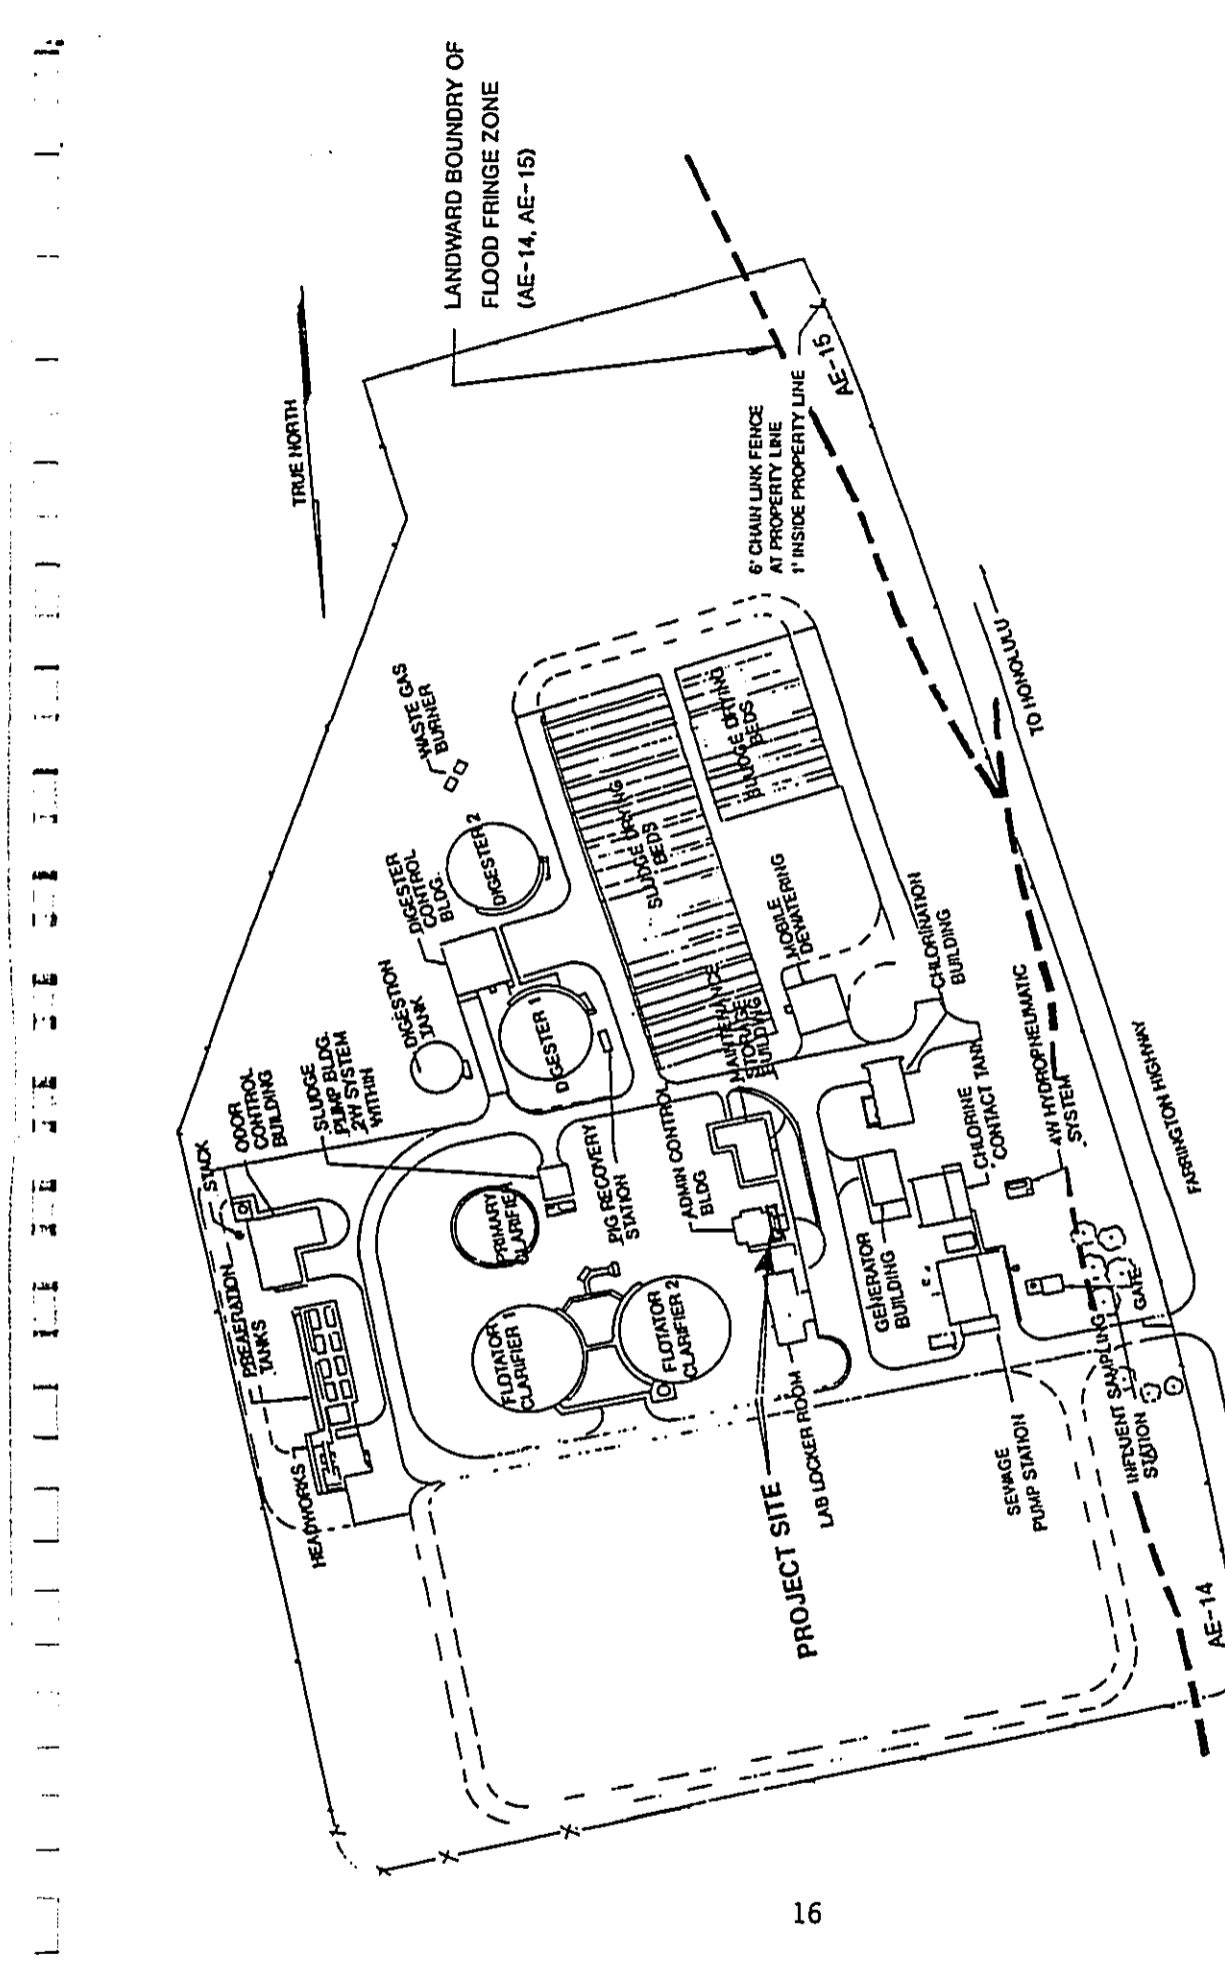 LANDWARD BOUNDRY OF
FLOOD FRINGE ZONE
(AE-14, AE-15)
TRUE NORTH
6' CHAIN LINK FENCE
AT PROPERTY LINE
1' INSIDE PROPERTY LINE
AE-15
TO HONOLULU
WASTE GAS
BURNER
DIGESTER 2
DIGESTER
CONTROL
BLDG.
DIGESTION
TANK
DIGESTER 1
SLUDGE DRYING
BEDS
SLUDGE DRYING
BEDS
MOBILE
DEWATERING
CHLORINATION
BUILDING
MAINTENANCE
STORAGE
BUILDING
STACK
ODOR
CONTROL
BUILDING
SLUDGE
PUMP BLDG.
2W SYSTEM
WITHIN
PREAERATION
TANKS
HEADWORKS
PRIMARY
CLARIFIER
PIG RECOVERY
STATION
ADMIN CONTROL
BLDG
FLOTATOR
CLARIFIER 1
FLOTATOR
CLARIFIER 2
GENERATOR
BUILDING
CHLORINE
CONTACT TANK
4W HYDROPNEUMATIC
SYSTEM
FARRINGTON HIGHWAY
GATE
PROJECT SITE
LAB LOCKER ROOM
SEWAGE
PUMP STATION
INFLUENT SAMPLING
STATION
AE-14
16